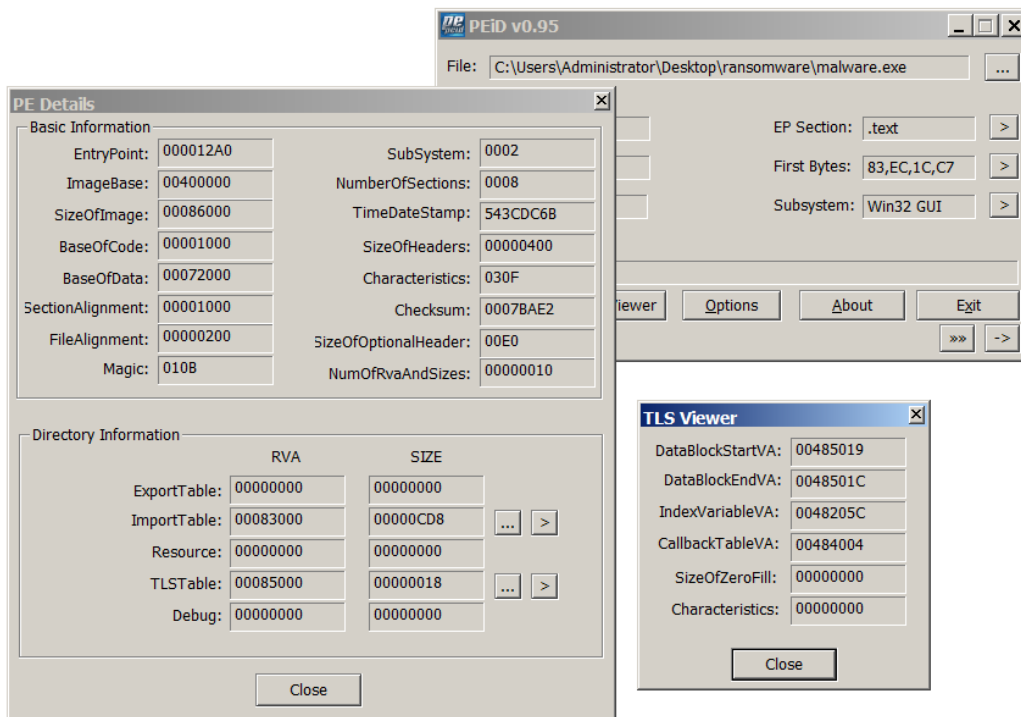 PEiD v0.95
File: C:\Users\Administrator\Desktop\ransomware\malware.exe ...
EP Section: .text >
First Bytes: 83,EC,1C,C7 >
Subsystem: Win32 GUI >
Options About Exit
»» ->
PE Details
Basic Information
EntryPoint: 000012A0 SubSystem: 0002
ImageBase: 00400000 NumberOfSections: 0008
SizeOfImage: 00086000 TimeDateStamp: 543CDC6B
BaseOfCode: 00001000 SizeOfHeaders: 00000400
BaseOfData: 00072000 Characteristics: 030F
SectionAlignment: 00001000 Checksum: 0007BAE2
FileAlignment: 00000200 SizeOfOptionalHeader: 00E0
Magic: 010B NumOfRvaAndSizes: 00000010
Directory Information
RVA SIZE
ExportTable: 00000000 00000000
ImportTable: 00083000 00000CD8 ... >
Resource: 00000000 00000000
TLSTable: 00085000 00000018 ... >
Debug: 00000000 00000000
Close
TLS Viewer
DataBlockStartVA: 00485019
DataBlockEndVA: 0048501C
IndexVariableVA: 0048205C
CallbackTableVA: 00484004
SizeOfZeroFill: 00000000
Characteristics: 00000000
Close